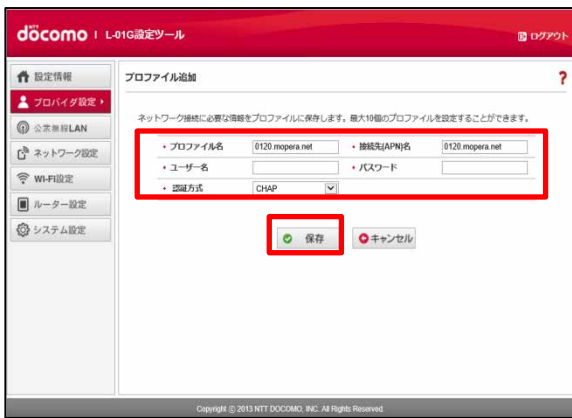 NTT
döcomo | L-01G設定ツール
ログアウト
設定情報
プロバイダ設定
公衆無線LAN
ネットワーク設定
WI-FI設定
ルーター設定
システム設定
プロファイル追加
?
ネットワーク接続に必要な情報をプロファイルに保存します。最大10個のプロファイルを設定することができます。
・プロファイル名 0120.mopera.net ・接続先(APN)名 0120.mopera.net
・ユーザー名 ・パスワード
・認証方式 CHAP
保存 キャンセル
Copyright © 2013 NTT DOCOMO, INC. All Rights Reserved.